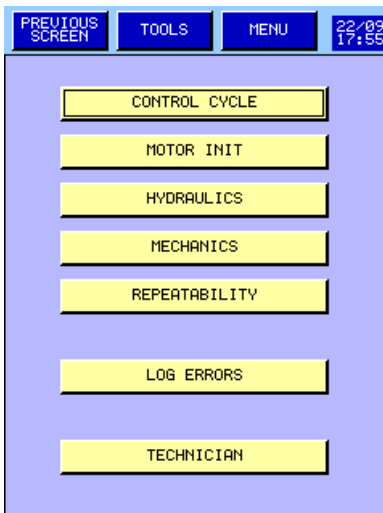 PREVIOUS
SCREEN
TOOLS
MENU
22/09
17:55
CONTROL CYCLE
MOTOR INIT
HYDRAULICS
MECHANICS
REPEATABILITY
LOG ERRORS
TECHNICIAN